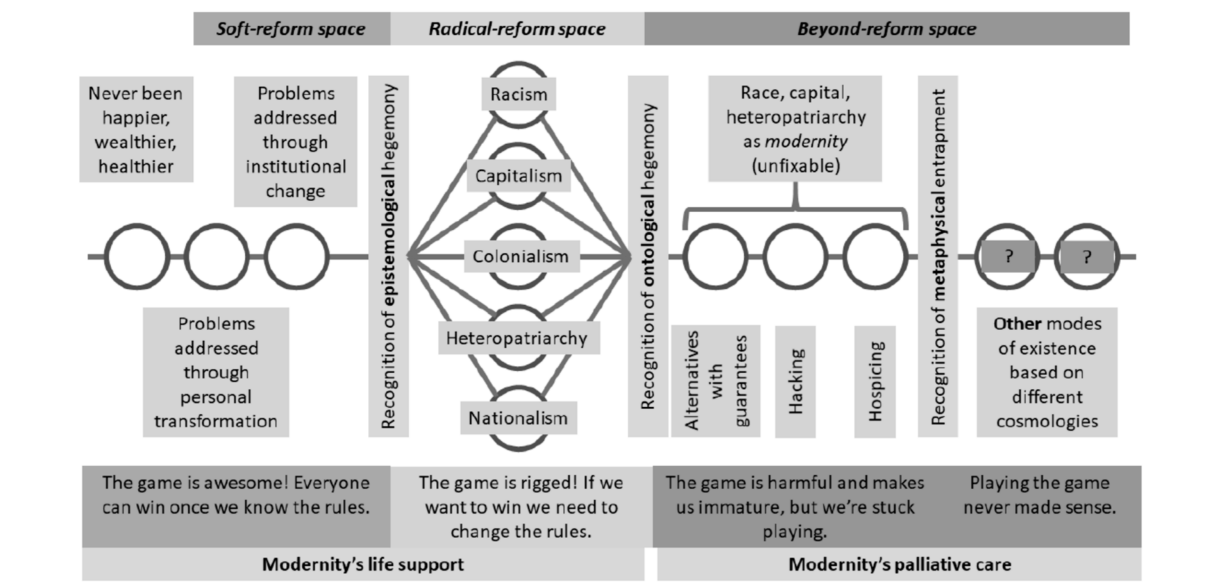 Soft-reform space
Radical-reform space
Beyond-reform space
Never been
happier,
wealthier,
healthier
Problems
addressed
through
institutional
change
Problems
addressed
through
personal
transformation
Recognition of epistemological hegemony
Racism
Capitalism
Colonialism
Heteropatriarchy
Nationalism
Recognition of ontological hegemony
Race, capital,
heteropatriarchy
as modernity
(unfixable)
Alternatives
with
guarantees
Hacking
Hospicing
Recognition of metaphysical entrapment
?
?
Other modes
of existence
based on
different
cosmologies
The game is awesome! Everyone
can win once we know the rules.
The game is rigged! If we
want to win we need to
change the rules.
The game is harmful and makes
us immature, but we’re stuck
playing.
Playing the game
never made sense.
Modernity’s life support
Modernity’s palliative care